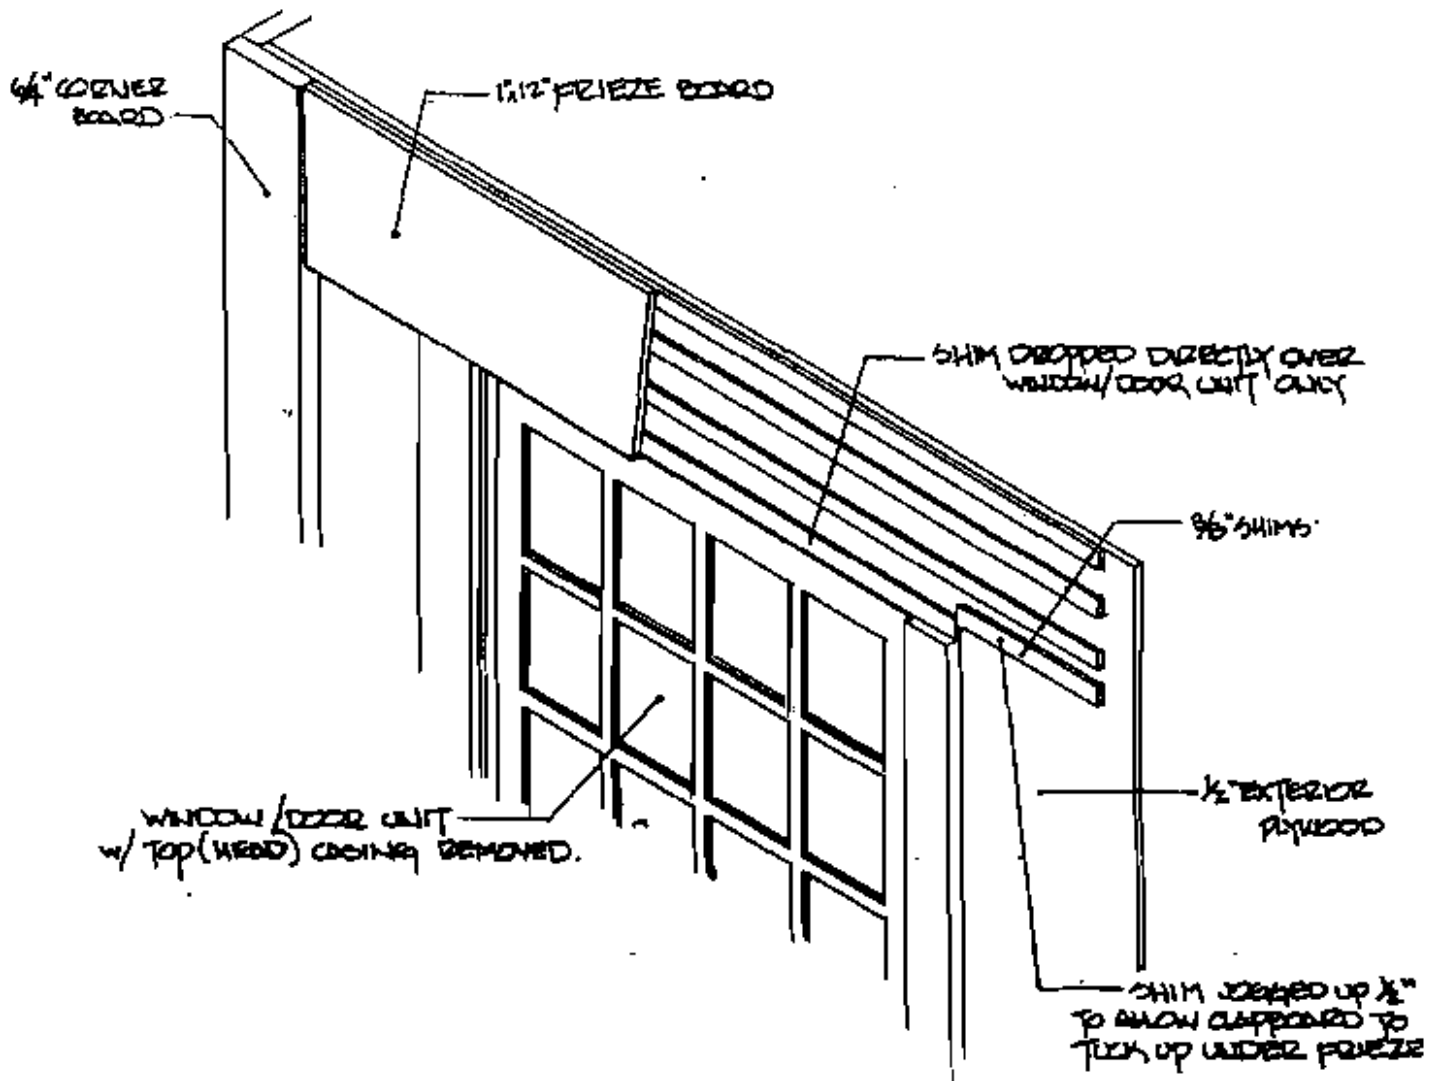 5/4" CORNER
BOARD
1"x12" FRIEZE BOARD
SHIM DROPPED DIRECTLY OVER
WINDOW/DOOR UNIT ONLY
3/8" SHIMS
WINDOW/DOOR UNIT
w/ TOP (HEAD) CASING REMOVED.
1/2" EXTERIOR
PLYWOOD
SHIM JOGGED UP 1/2"
TO ALLOW CLAPBOARD TO
TUCK UP UNDER FRIEZE